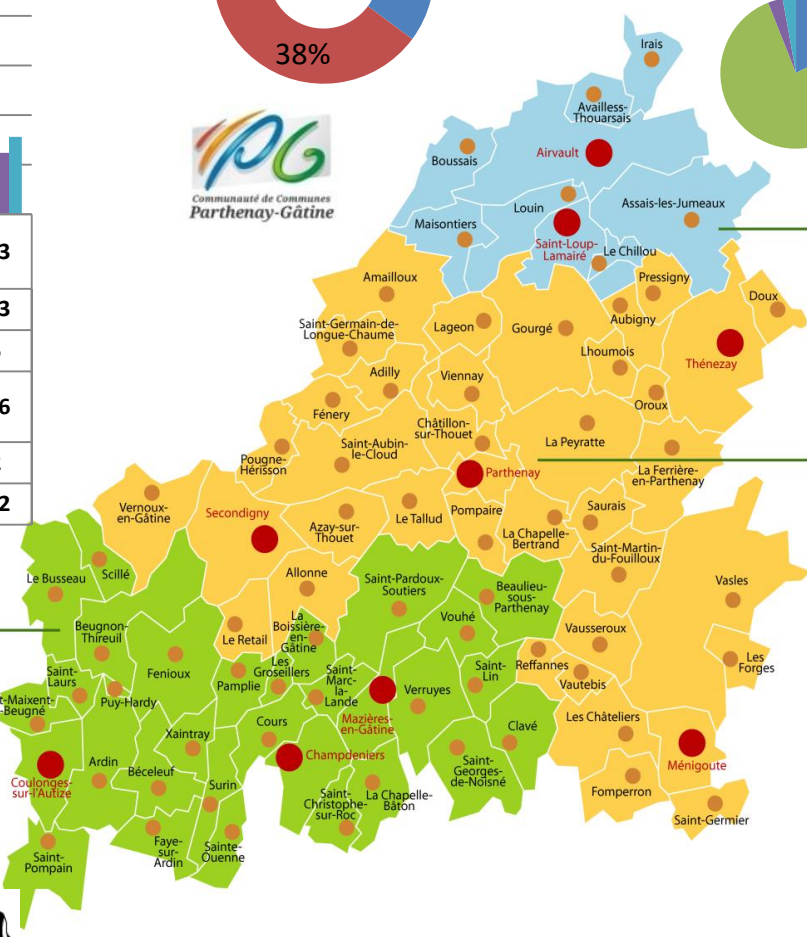 38%
PG
Communauté de Communes
Parthenay-Gâtine
3
3
6
2
Irais
Availless-
Thouarsais
Boussais
Airvault
Louin
Assais-les-Jumeaux
Maisontiers
Saint-Loup-
Lamairé
Le Chillou
Amailloux
Pressigny
Doux
Saint-Germain-de-
Longue-Chaume
Lageon
Gourgé
Aubigny
Lhoumois
Thénezay
Adilly
Viennay
Fénery
Oroux
Châtillon-
sur-Thouet
Saint-Aubin-
le-Cloud
La Peyratte
Pougne-
Hérisson
Parthenay
La Ferrière-
en-Parthenay
Vernoux-
en-Gâtine
Secondigny
Le Tallud
Pompaire
Saurais
Azay-sur-
Thouet
La Chapelle-
Bertrand
Saint-Martin-
du-Fouilloux
Scillé
Le Busseau
Allonne
Saint-Pardoux-
Soutiers
Beaulieu-
sous-
Parthenay
Vasles
Beugnon-
Thireuil
Le Retail
La
Boissière-
en-
Gâtine
Vouhé
Vausseroux
Saint-
Laurs
Fenioux
Pamplie
Les
Groseillers
Saint-
Marc-
la-
Lande
Verruyes
Saint-
Lin
Reffannes
Vautebis
Les
Forges
t-Maixent-
-Beugné
Puy-Hardy
Mazières-
en-Gâtine
Les Châteliers
Xaintray
Cours
Champdeniers
Clavé
Ménigoute
Coulonges-
sur-l'Autize
Ardin
Béceleuf
Surin
Saint-
Georges-
de-Noisné
Fomperron
Saint-
Christophe-
sur-Roc
La Chapelle-
Bâton
Saint-Germier
Saint-
Pompain
Faye-
sur-
Ardin
Sainte-
Ouenne